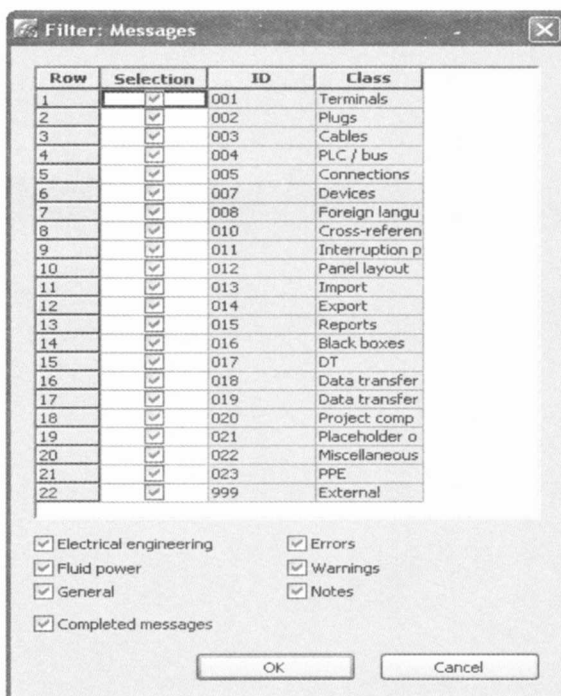 Filter: Messages
Row Selection ID Class
1 001 Terminals
2 002 Plugs
3 003 Cables
4 004 PLC / bus
5 005 Connections
6 007 Devices
7 008 Foreign langu
8 010 Cross-referen
9 011 Interruption p
10 012 Panel layout
11 013 Import
12 014 Export
13 015 Reports
14 016 Black boxes
15 017 DT
16 018 Data transfer
17 019 Data transfer
18 020 Project comp
19 021 Placeholder o
20 022 Miscellaneous
21 023 PPE
22 999 External
Electrical engineering Errors
Fluid power Warnings
General Notes
Completed messages
OK Cancel